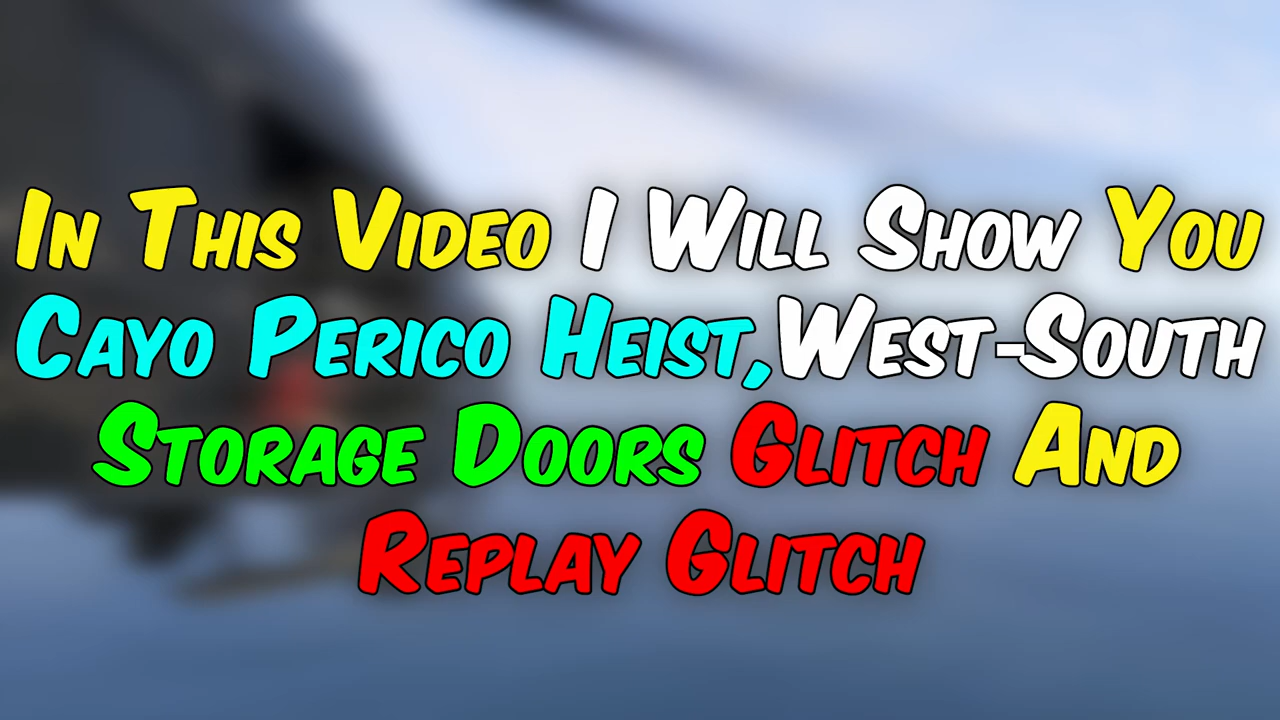 In This Video I Will Show You
Cayo Perico Heist,West-South
Storage Doors Glitch And
Replay Glitch